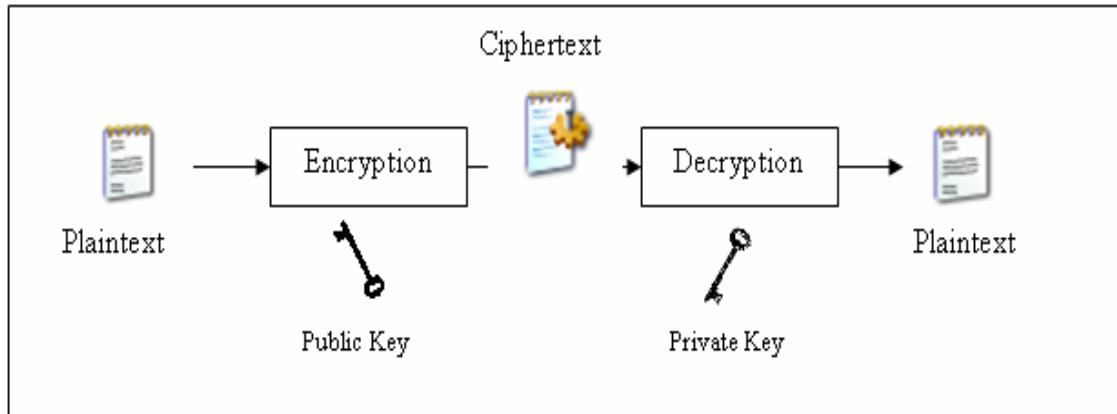 Ciphertext
Encryption
Decryption
Plaintext
Plaintext
Public Key
Private Key